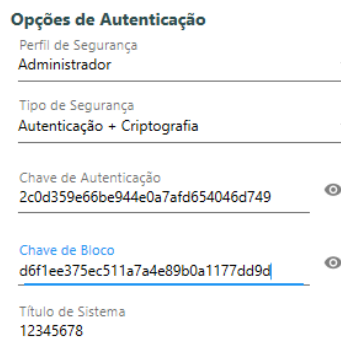 Opções de Autenticação
Perfil de Segurança
Administrador
Tipo de Segurança
Autenticação + Criptografia
Chave de Autenticação
2c0d359e66be944e0a7afd654046d749
Chave de Bloco
d6f1ee375ec511a7a4e89b0a1177dd9d
Título de Sistema
12345678